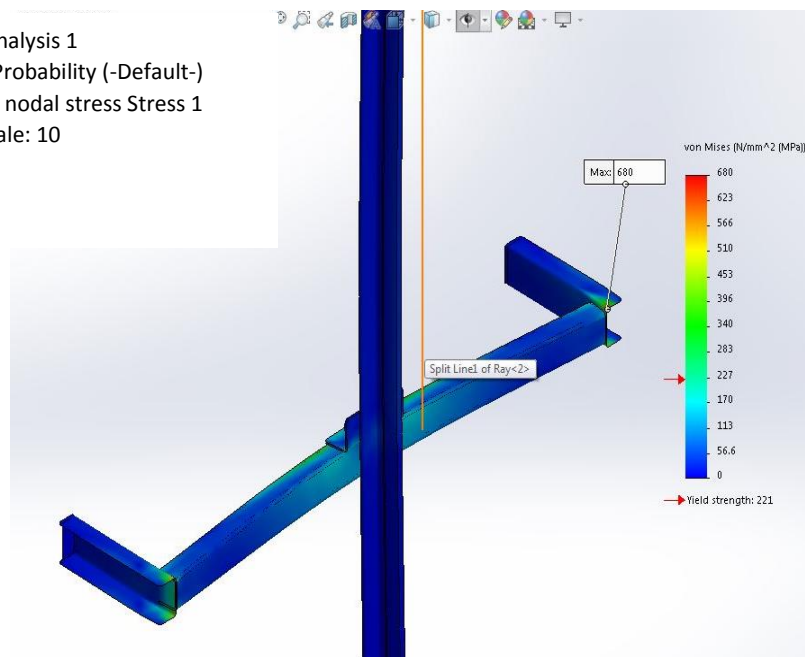 nalysis 1
Probability (-Default-)
nodal stress Stress 1
ale: 10
von Mises (N/mm^2 (MPa))
Max: 680
680
623
566
510
453
396
340
283
227
170
113
56.6
0
Split Line1 of Ray<2>
Yield strength: 221